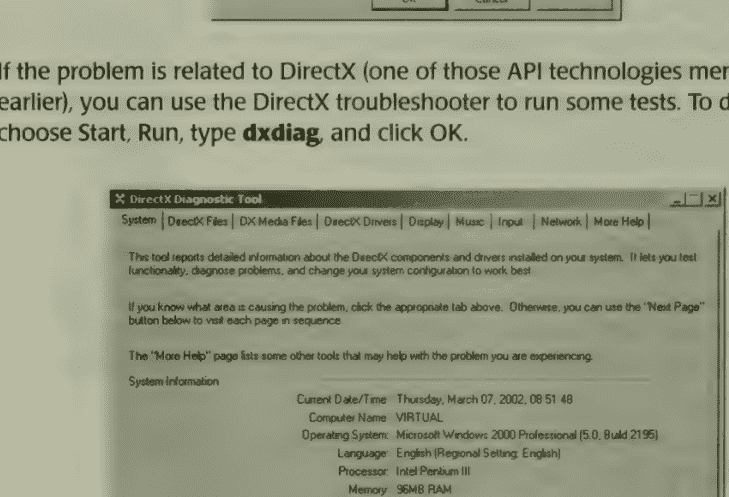 If the problem is related to DirectX (one of those API technologies
earlier), you can use the DirectX troubleshooter to run some tests. To
choose Start, Run, type dxdiag, and click OK.
DirectX Diagnostic Tool
System DirectX Files DX Media Files DirectX Drivers Display Music Input Network More Help
This tool reports detailed information about the DirectX components and drivers installed on your system. It lets you test
functionality, diagnose problems, and change your system configuration to work best.
If you know what area is causing the problem, click the appropriate tab above. Otherwise, you can use the "Next Page"
button below to visit each page in sequence.
The "More Help" page lists some other tools that may help with the problem you are experiencing.
System Information
Current Date/Time: Thursday, March 07, 2002, 08:51:48
Computer Name: VIRTUAL
Operating System: Microsoft Windows 2000 Professional (5.0, Build 2195)
Language: English (Regional Setting: English)
Processor: Intel Pentium III
Memory: 96MB RAM